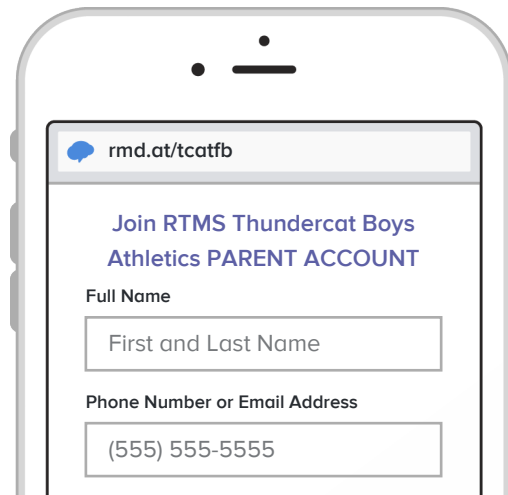 rmd.at/tcatfb
Join RTMS Thundercat Boys
Athletics PARENT ACCOUNT
Full Name
First and Last Name
Phone Number or Email Address
(555) 555-5555